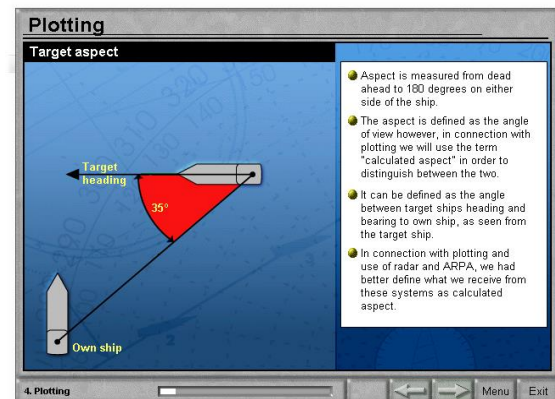 Plotting
Target aspect
Aspect is measured from dead
ahead to 180 degrees on either
side of the ship.
The aspect is defined as the angle
of view however, in connection with
plotting we will use the term
"calculated aspect" in order to
distinguish between the two.
It can be defined as the angle
between target ships heading and
bearing to own ship, as seen from
the target ship.
In connection with plotting and
use of radar and ARPA, we had
better define what we receive from
these systems as calculated
aspect.
Target
heading
35°
Own ship
4. Plotting
Menu
Exit